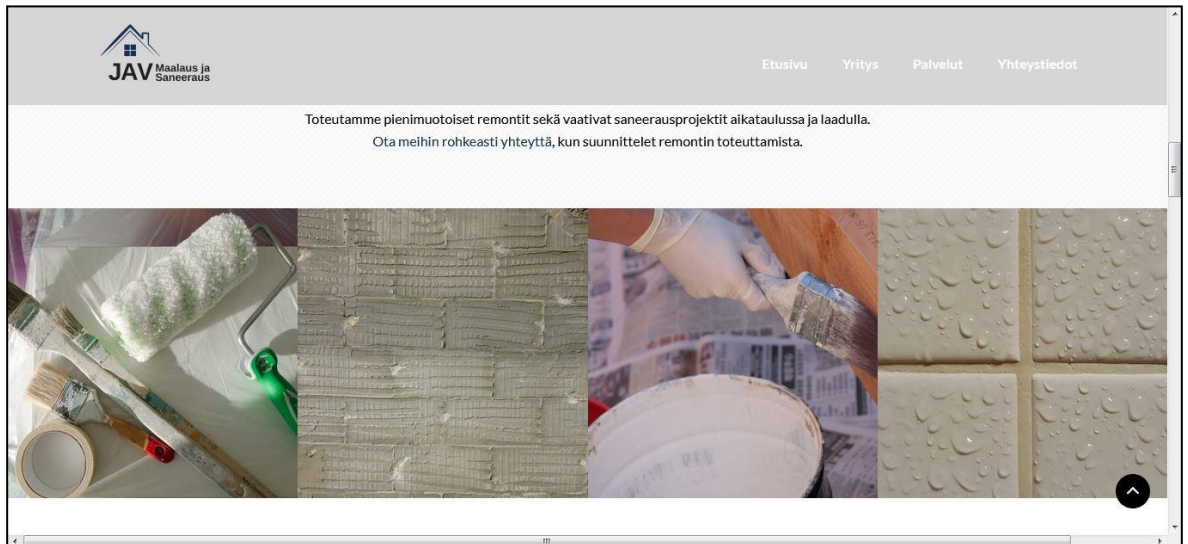 JAV Maalaus ja
Saneeraus
Etusivu Yritys Palvelut Yhteystiedot
Toteutamme pienimuotoiset remontit sekä vaativat saneerausprojektit aikataulussa ja laadulla.
Ota meihin rohkeasti yhteyttä, kun suunnittelet remontin toteuttamista.